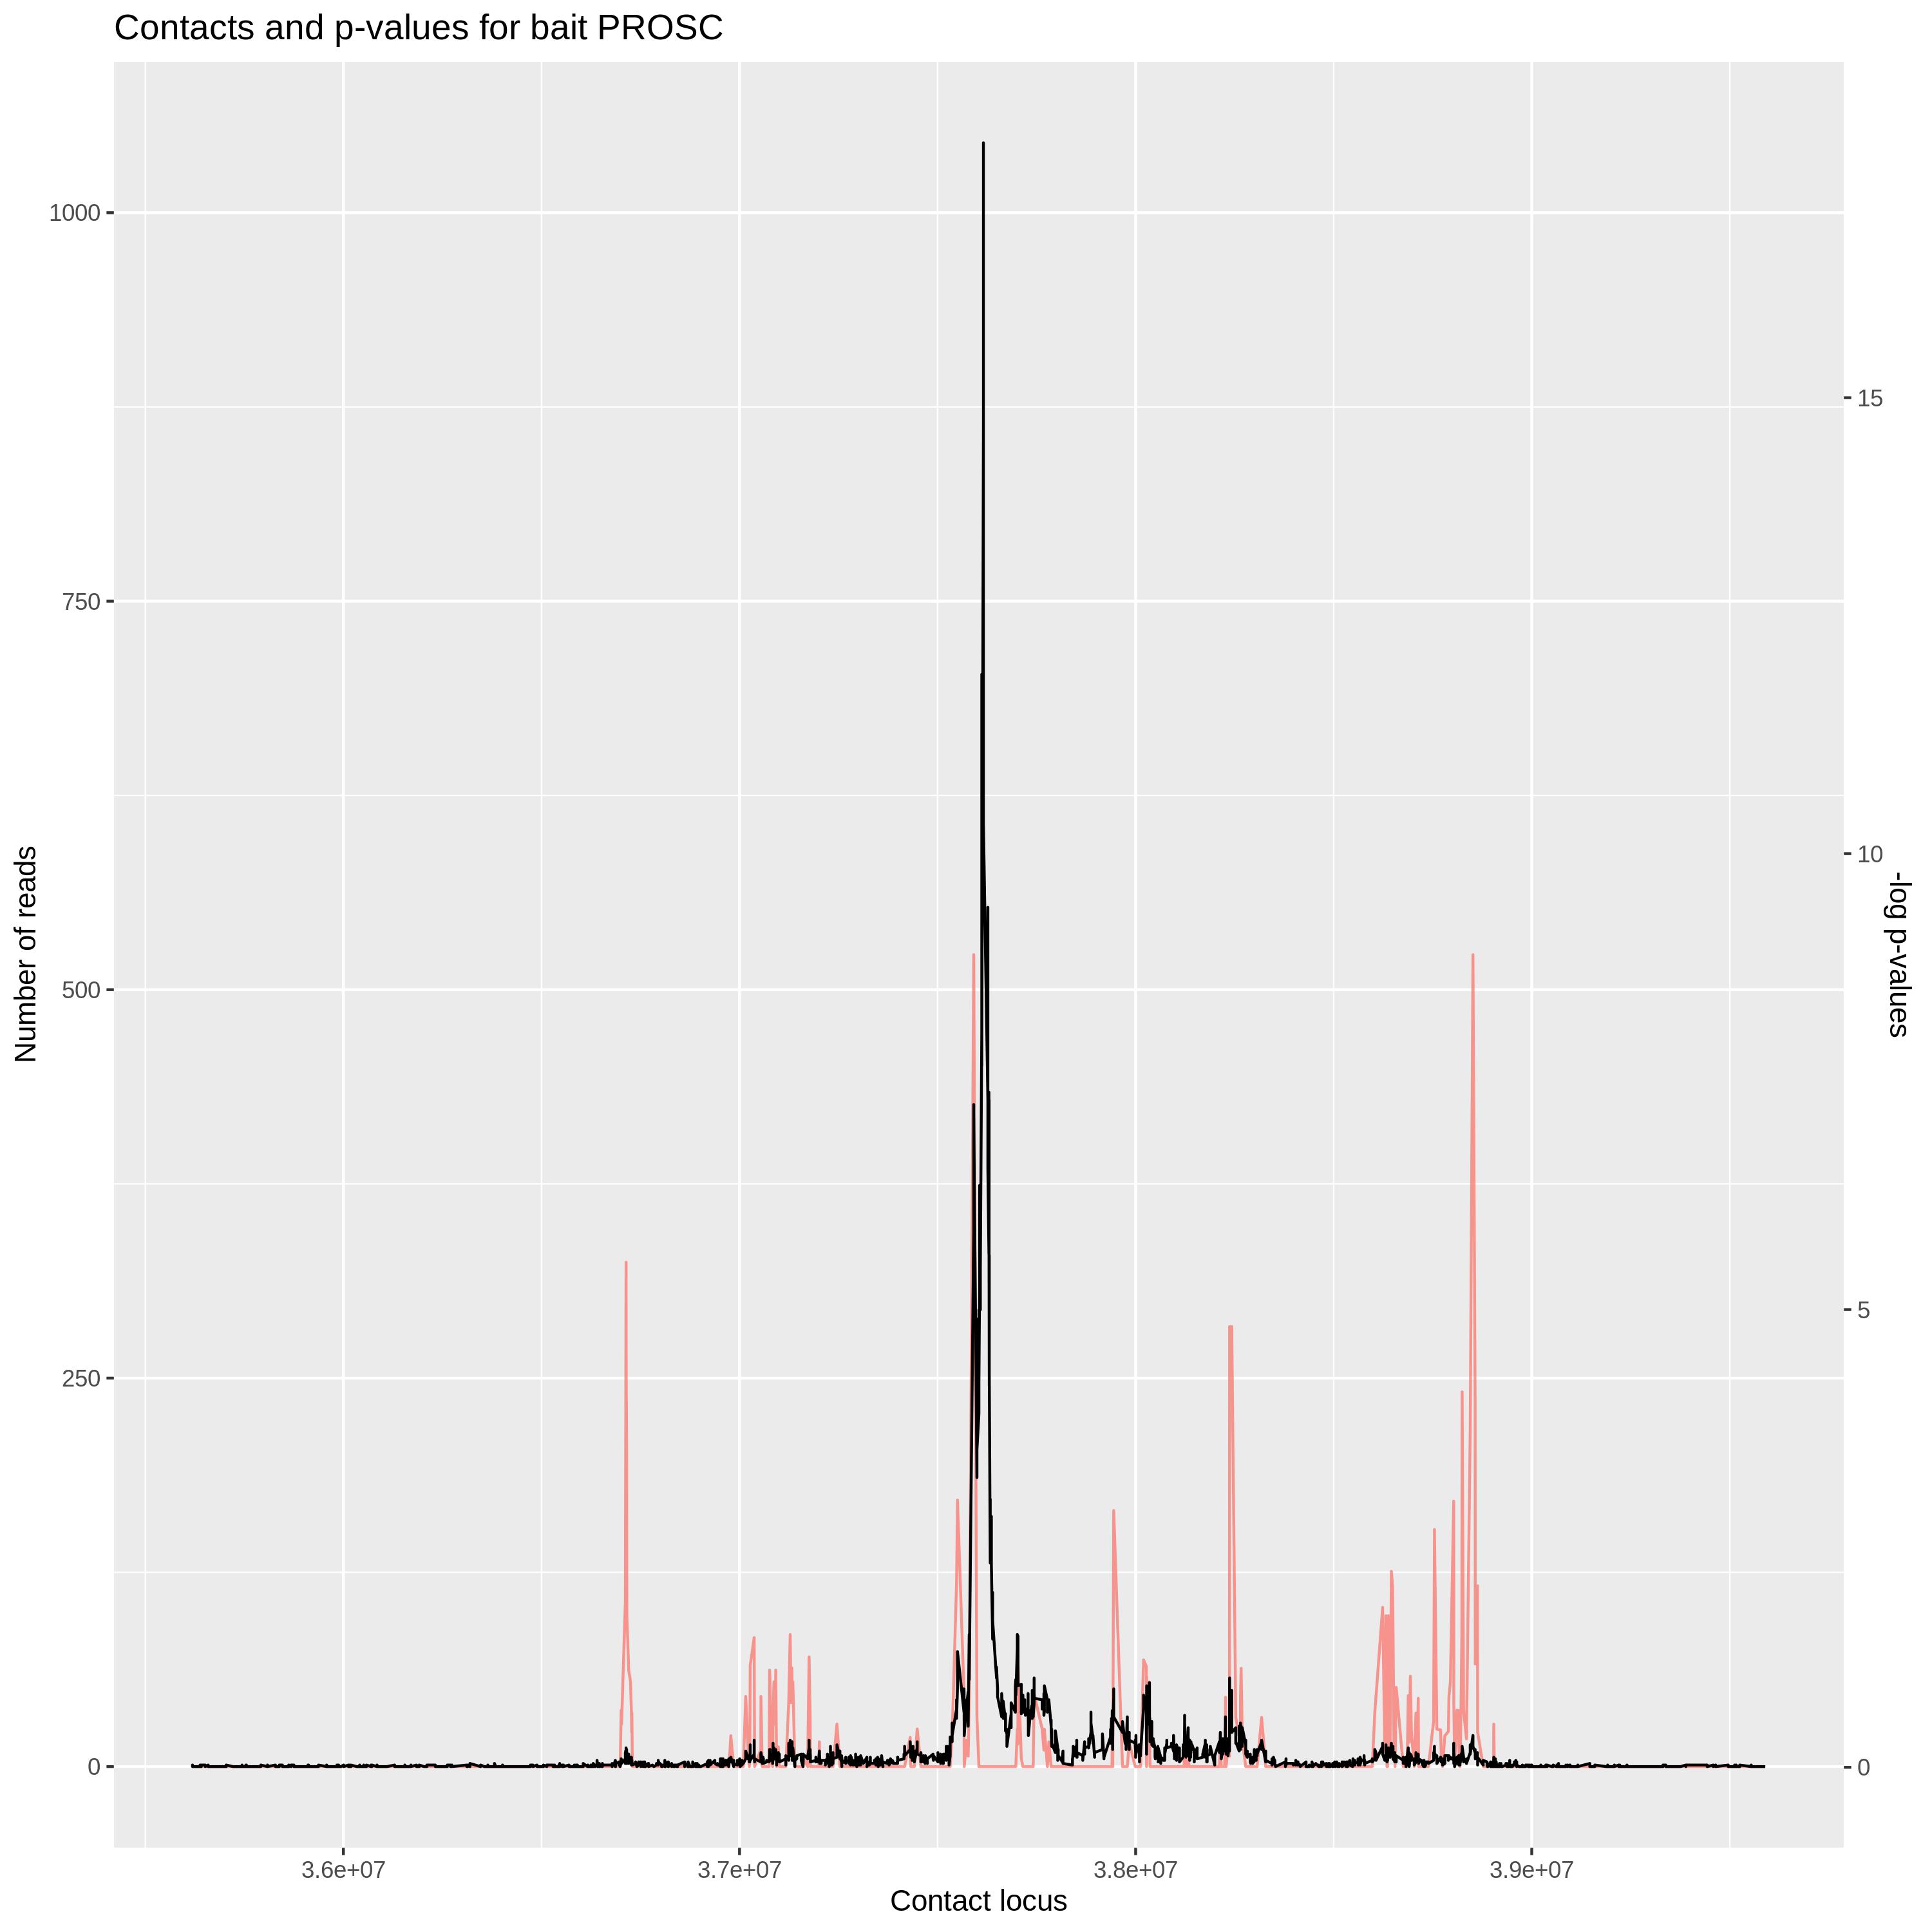 Contacts and p-values for bait PROSC
Number of reads
1000
750
500
250
0
15
10
5
0
-log p-values
3.6e+07
3.7e+07
3.8e+07
3.9e+07
Contact locus